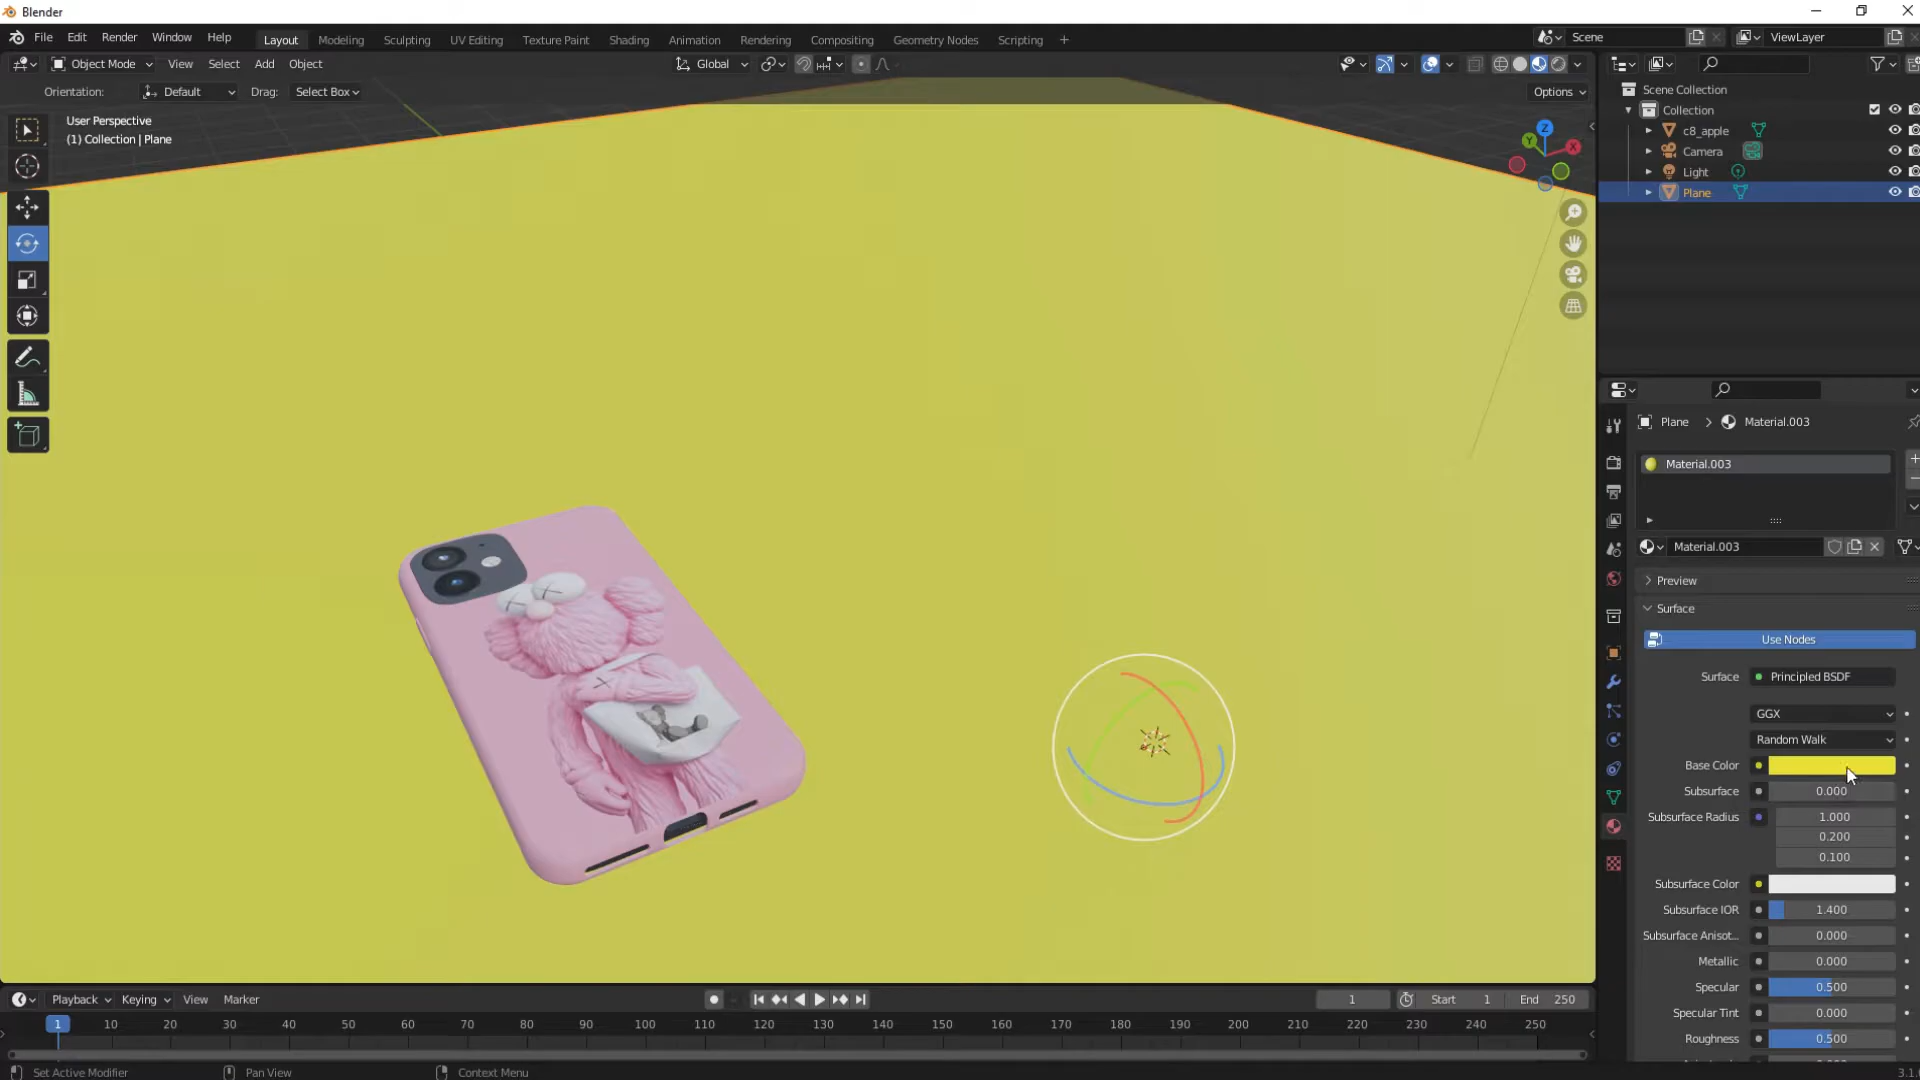 Blender
File Edit Render Window Help
Layout Modeling Sculpting UV Editing Texture Paint Shading Animation Rendering Compositing Geometry Nodes Scripting +
Scene
ViewLayer
Object Mode View Select Add Object
Global
Orientation: Default Drag: Select Box
Options
User Perspective
(1) Collection | Plane
Z
Y
X
Scene Collection
Collection
c8_apple
Camera
Light
Plane
Plane > Material.003
Material.003
Material.003
Preview
Surface
Use Nodes
Surface Principled BSDF
GGX
Random Walk
Base Color
Subsurface 0.000
Subsurface Radius 1.000
0.200
0.100
Subsurface Color
Subsurface IOR 1.400
Subsurface Anisot... 0.000
Metallic 0.000
Specular 0.500
Specular Tint 0.000
Roughness 0.500
Playback Keying View Marker
1
Start 1
End 250
1 10 20 30 40 50 60 70 80 90 100 110 120 130 140 150 160 170 180 190 200 210 220 230 240 250
Set Active Modifier
Pan View
Context Menu